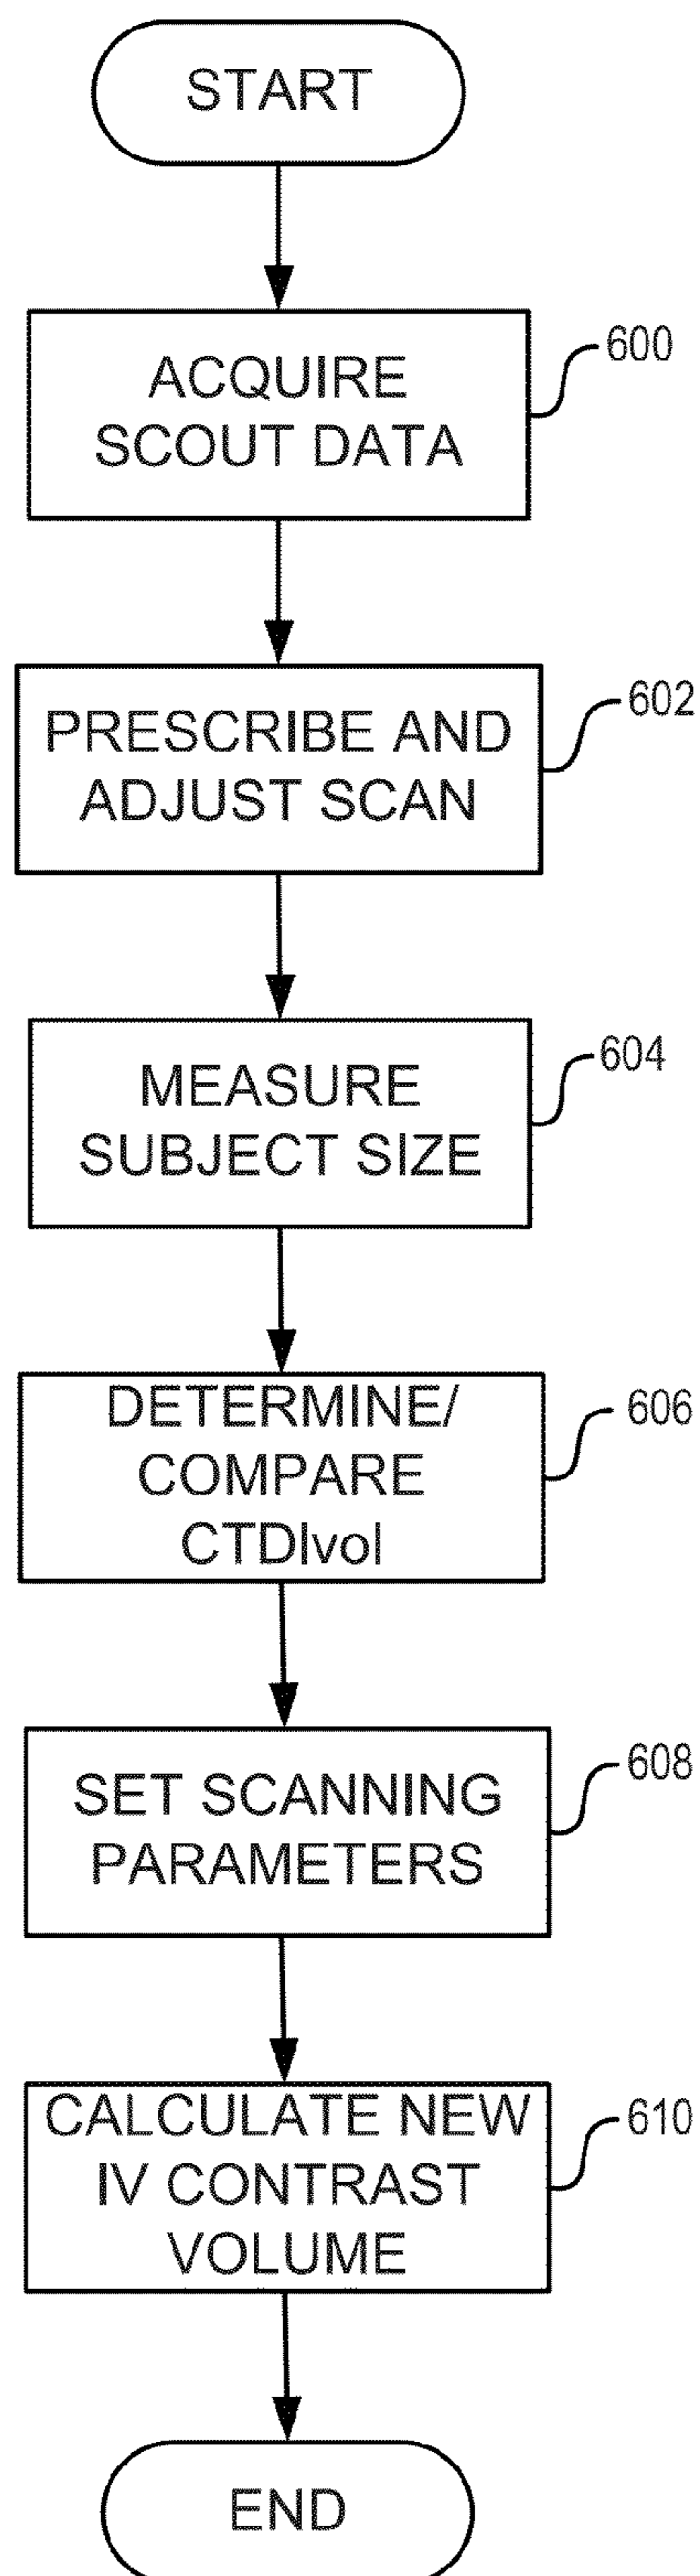 START
ACQUIRE
SCOUT DATA
600
PRESCRIBE AND
ADJUST SCAN
602
MEASURE
SUBJECT SIZE
604
DETERMINE/
COMPARE
CTDIvol
606
SET SCANNING
PARAMETERS
608
CALCULATE NEW
IV CONTRAST
VOLUME
610
END